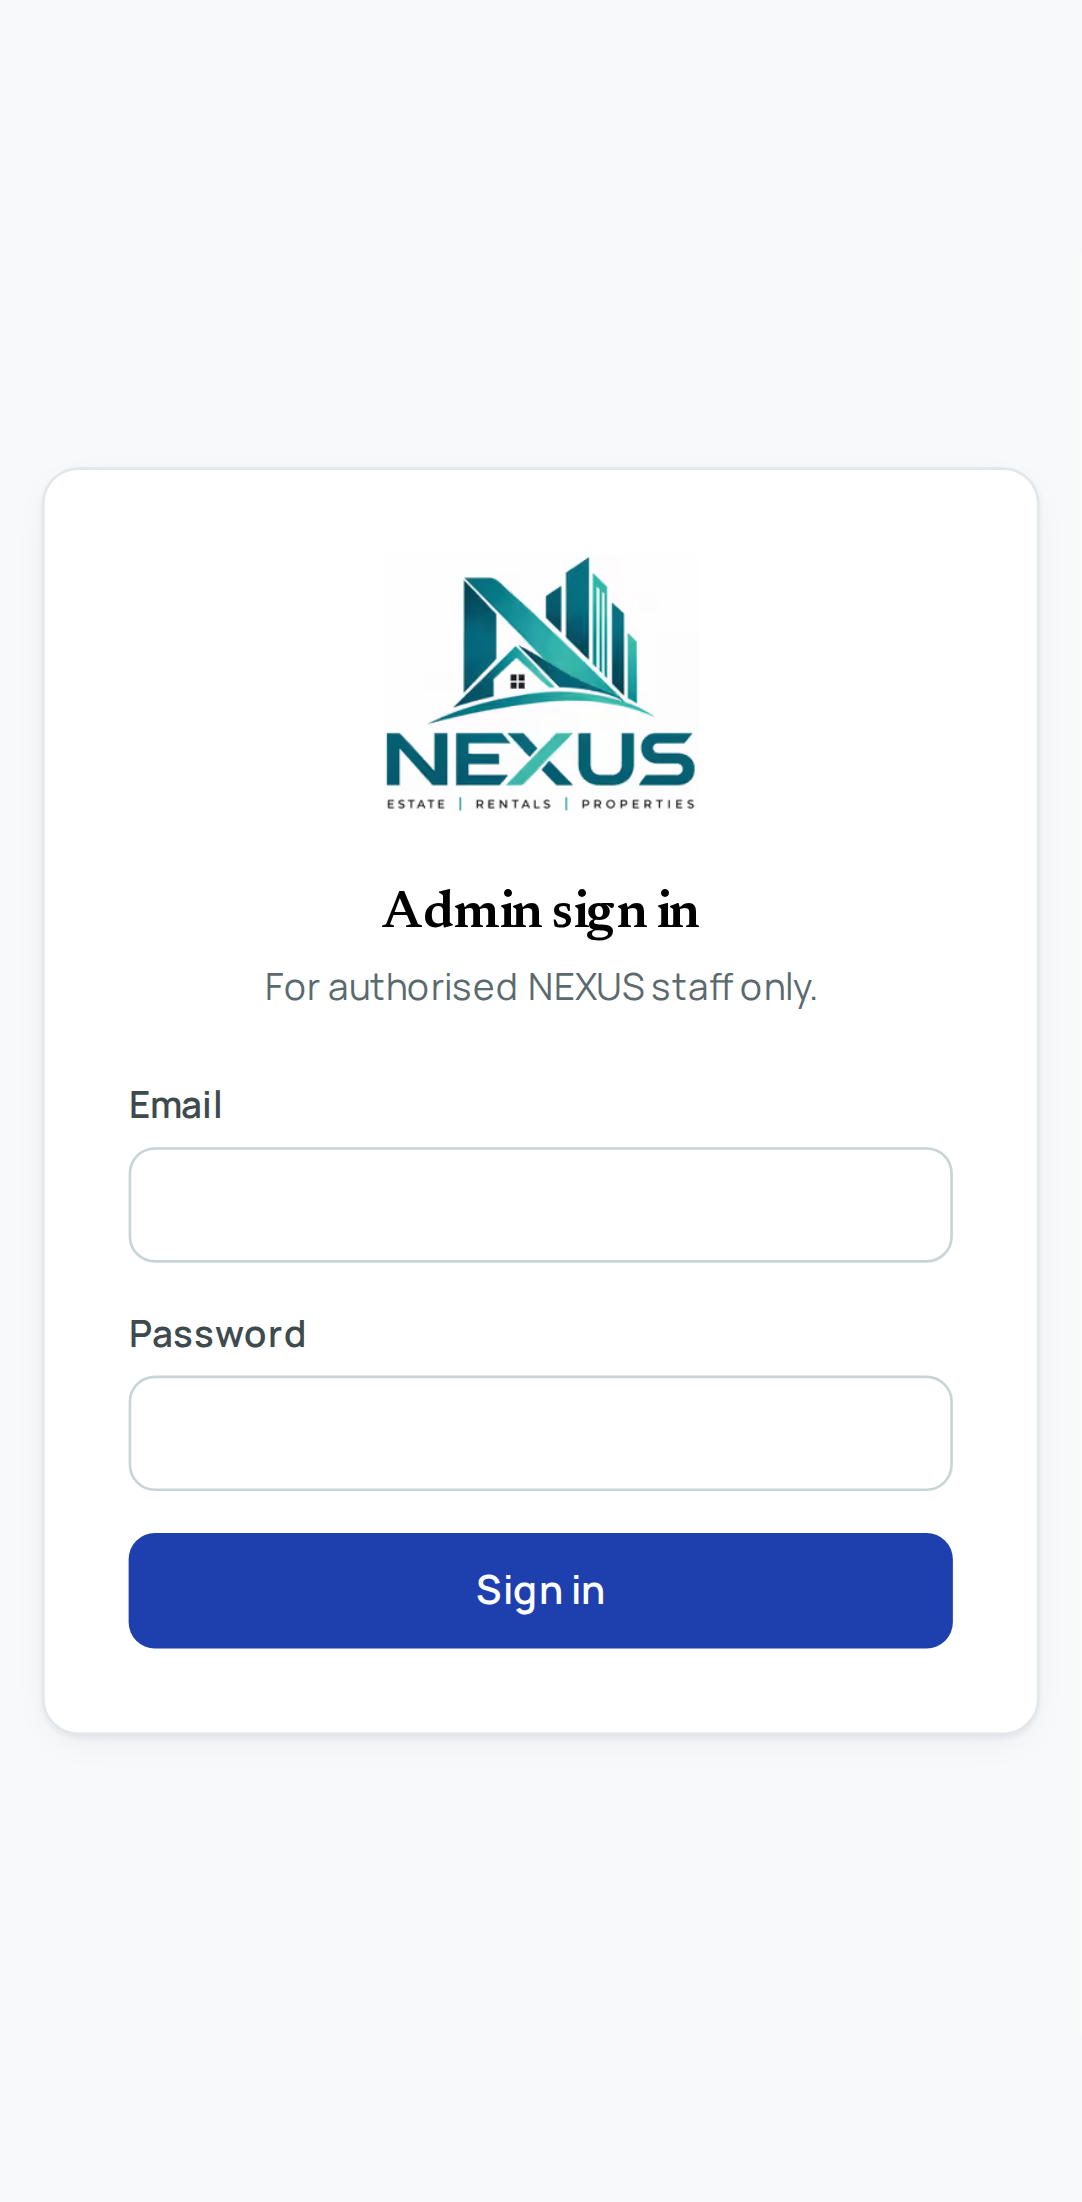 NEXUS
ESTATE | RENTALS | PROPERTIES
Admin sign in
For authorised NEXUS staff only.
Email
Password
Sign in